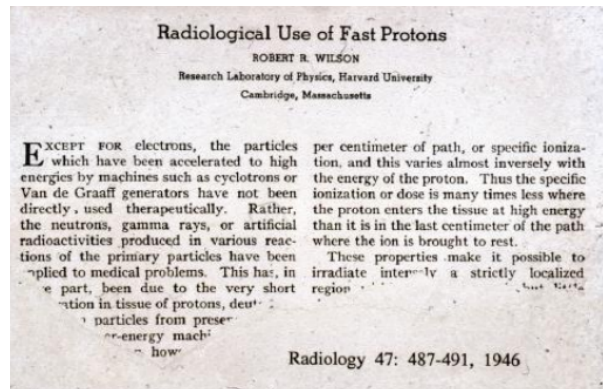 Radiological Use of Fast Protons
ROBERT R. WILSON
Research Laboratory of Physics, Harvard University
Cambridge, Massachusetts
EXCEPT FOR electrons, the particles
which have been accelerated to high
energies by machines such as cyclotrons or
Van de Graaff generators have not been
directly used therapeutically. Rather,
the neutrons, gamma rays, or artificial
radioactivities produced in various reac-
tions of the primary particles have been
applied to medical problems. This has, in
part, been due to the very short
in tissue of protons,
particles from
how
per centimeter of path, or specific ioniza-
tion, and this varies almost inversely with
the energy of the proton. Thus the specific
ionization or dose is many times less where
the proton enters the tissue at high energy
than it is in the last centimeter of the path
where the ion is brought to rest.
These properties make it possible to
irradiate intensely a strictly localized
region
Radiology 47: 487-491, 1946